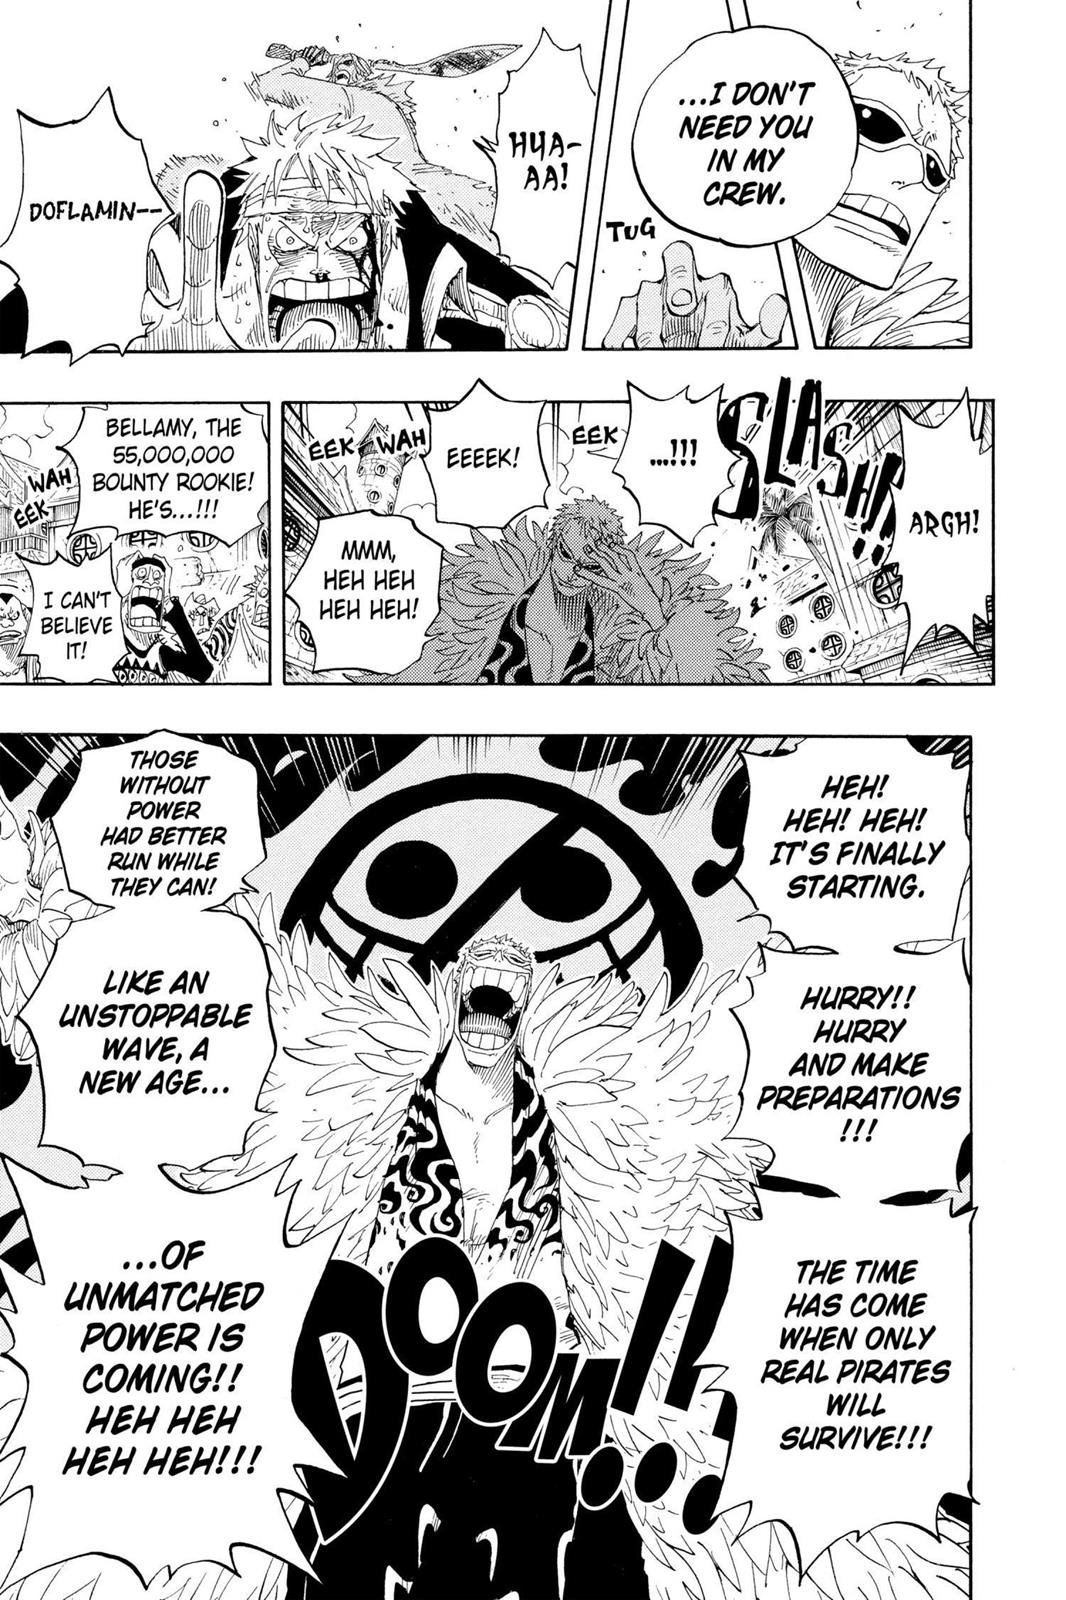 ...I DON'T
NEED YOU
IN MY
CREW.
TUG
HYA-
AA!
DOFLAMIN--
ARGH!
SLASH!!
...!!!
EEK
EEEEK!
WAH
EEK
MMM,
HEH HEH
HEH HEH!
BELLAMY, THE
55,000,000
BOUNTY ROOKIE!
HE'S...!!!
WAH
EEK
I CAN'T
BELIEVE
IT!
HEH!
HEH! HEH!
IT'S FINALLY
STARTING.
HURRY!!
HURRY
AND MAKE
PREPARATIONS
!!!
THE TIME
HAS COME
WHEN ONLY
REAL PIRATES
WILL
SURVIVE!!!
DOOOM!!...
THOSE
WITHOUT
POWER
HAD BETTER
RUN WHILE
THEY CAN!
LIKE AN
UNSTOPPABLE
WAVE, A
NEW AGE...
...OF
UNMATCHED
POWER IS
COMING!!
HEH HEH
HEH HEH!!!